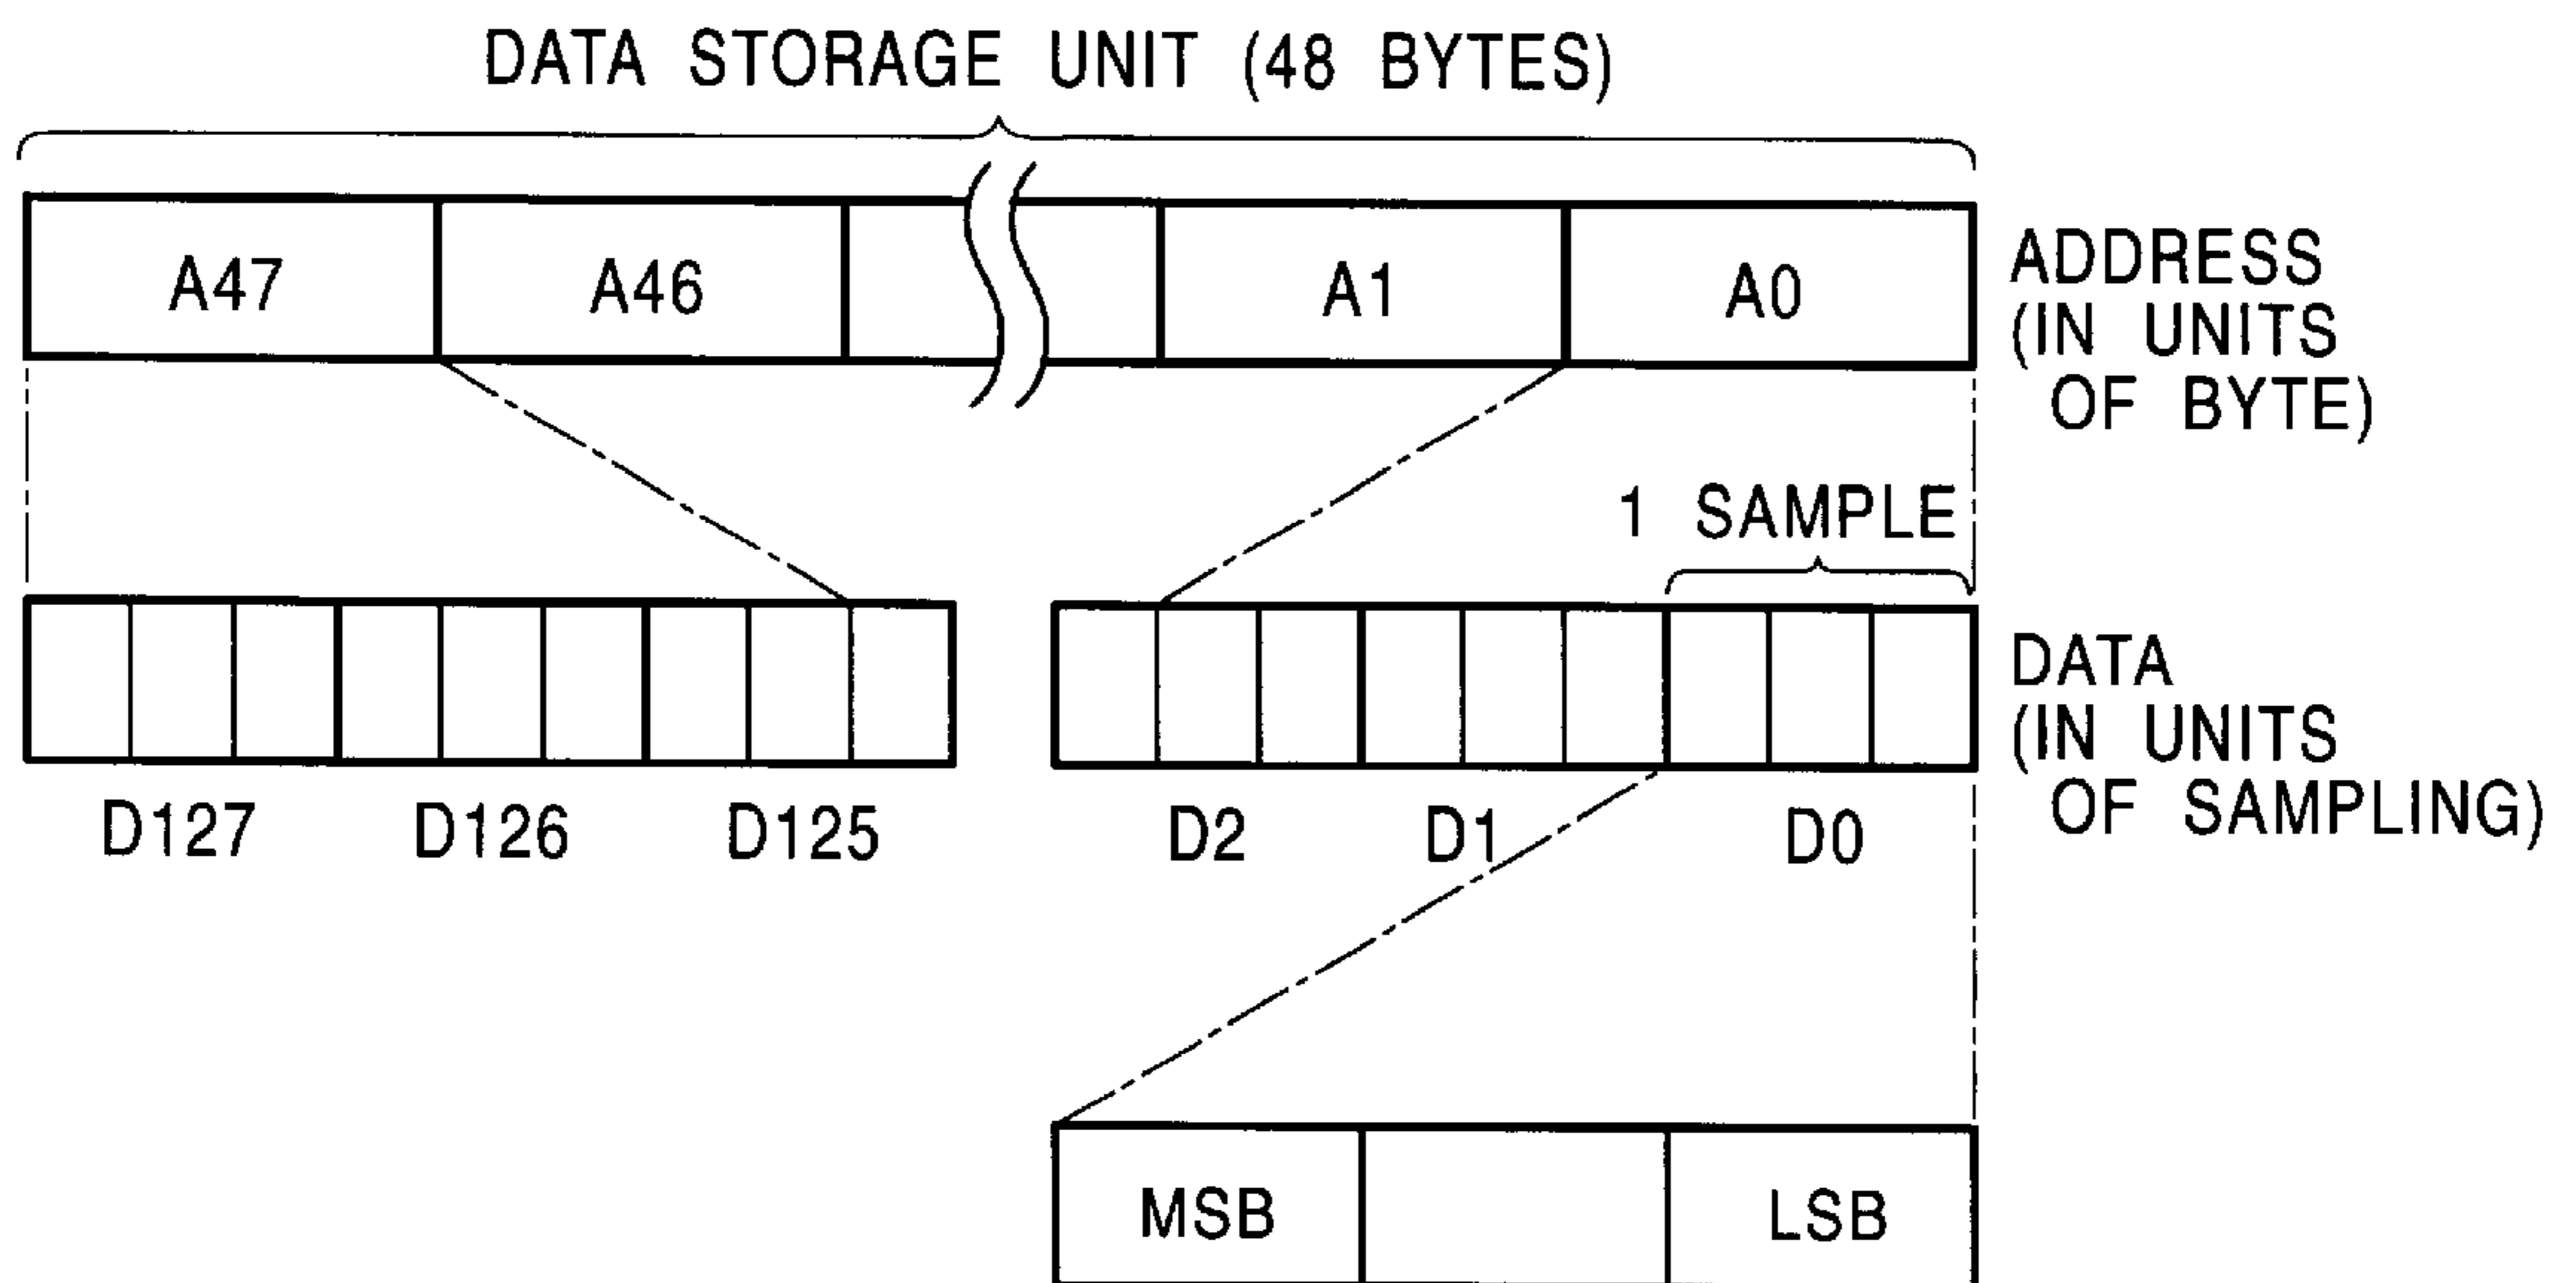 DATA STORAGE UNIT (48 BYTES)
A47
A46
A1
A0
ADDRESS
(IN UNITS
OF BYTE)
1 SAMPLE
DATA
(IN UNITS
OF SAMPLING)
D127
D126
D125
D2
D1
D0
MSB
LSB